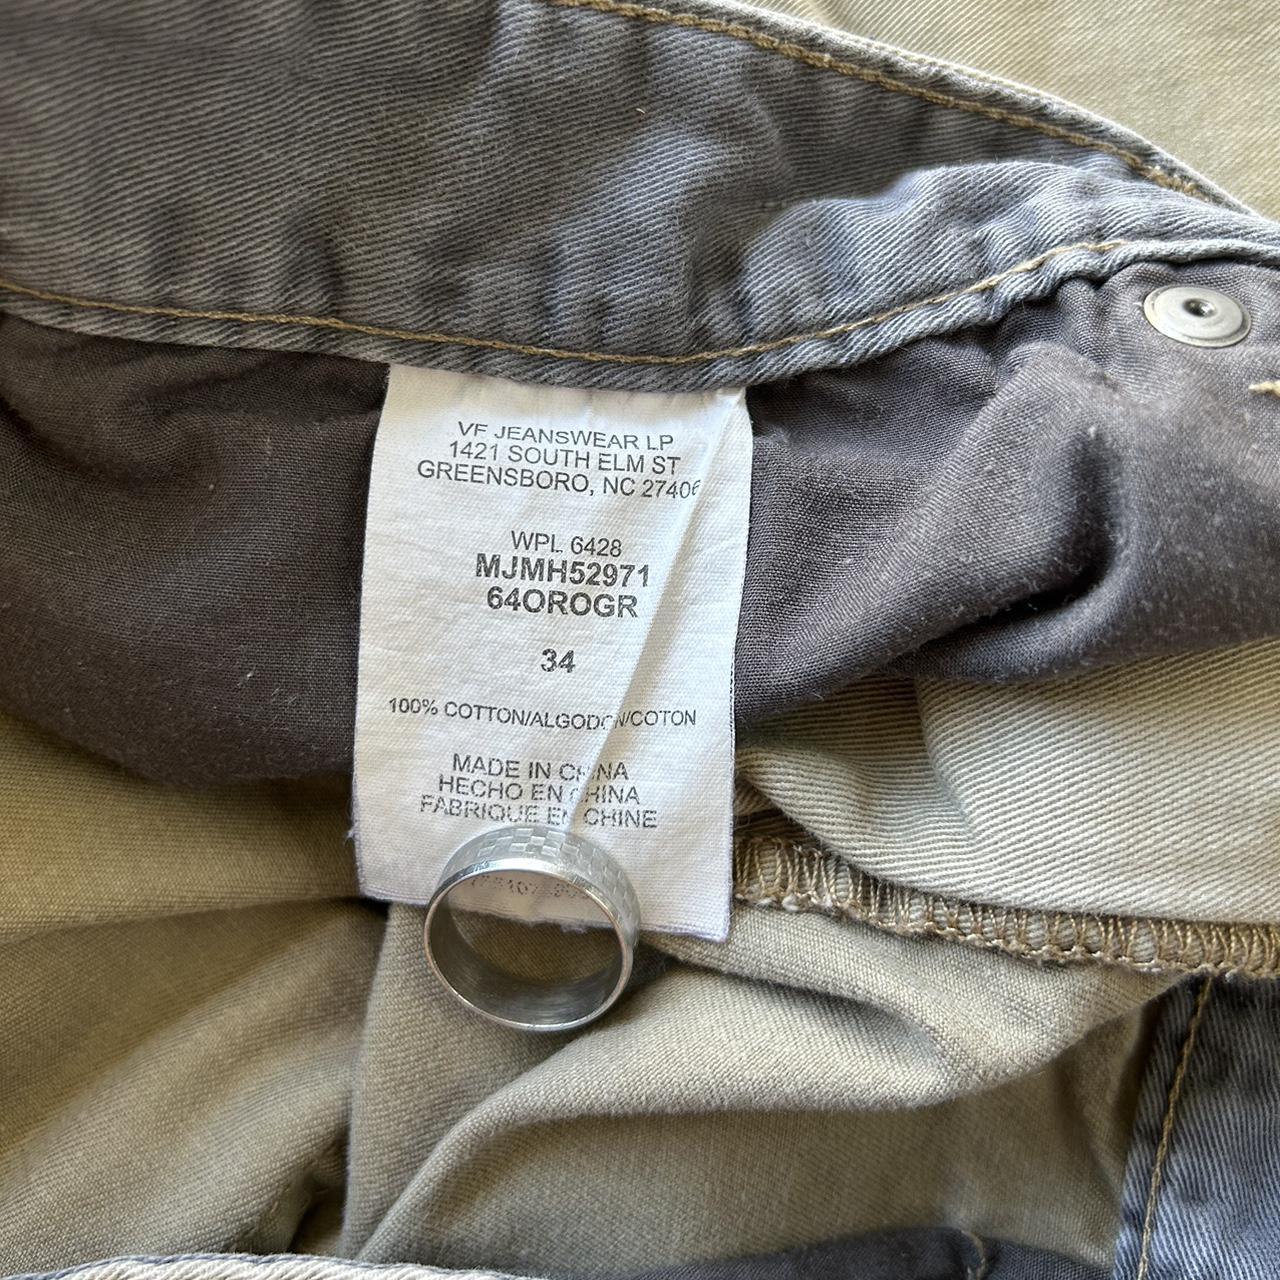 VF JEANSWEAR LP
1421 SOUTH ELM ST
GREENSBORO, NC 27406
WPL 6428
MJMH52971
64OROGR
34
100% COTTON/ALGODON/COTON
MADE IN CHINA
HECHO EN CHINA
FABRIQUE EN CHINE